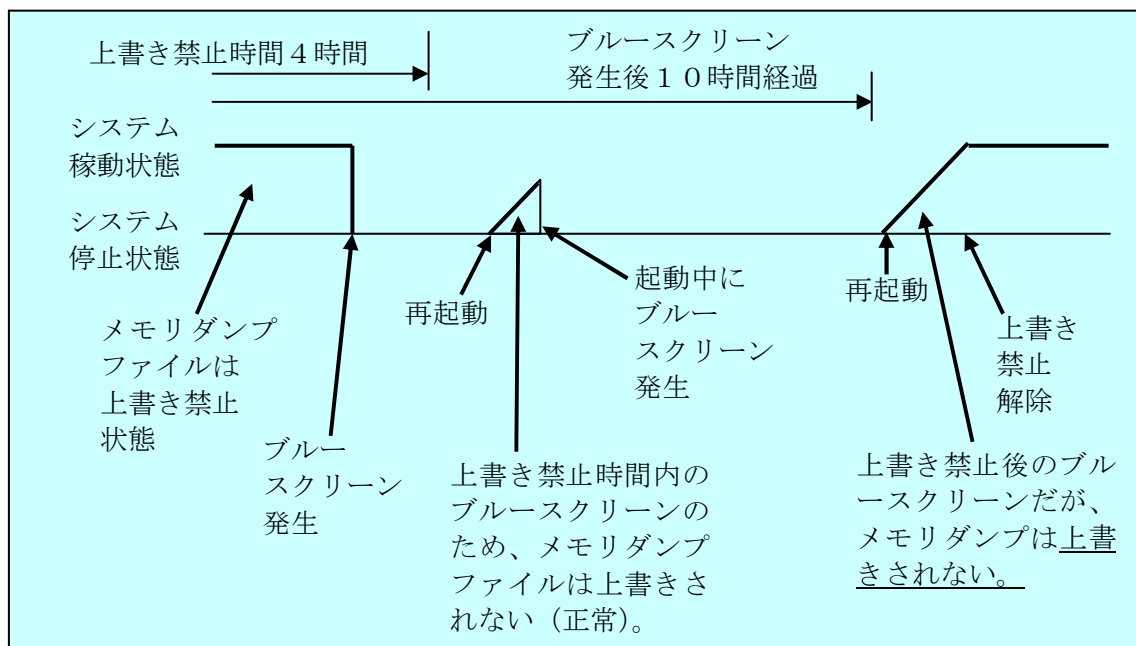 上書き禁止時間４時間
ブルースクリーン
発生後１０時間経過
システム
稼動状態
システム
停止状態
再起動
起動中に
ブルー
スクリーン
発生
再起動
メモリダンプ
ファイルは
上書き禁止
状態
上書き
禁止
解除
ブルー
スクリーン
発生
上書き禁止時間内の
ブルースクリーンの
ため、メモリダンプ
ファイルは上書きさ
れない（正常）。
上書き禁止後のブル
ースクリーンだが、
メモリダンプは上書
きされない。